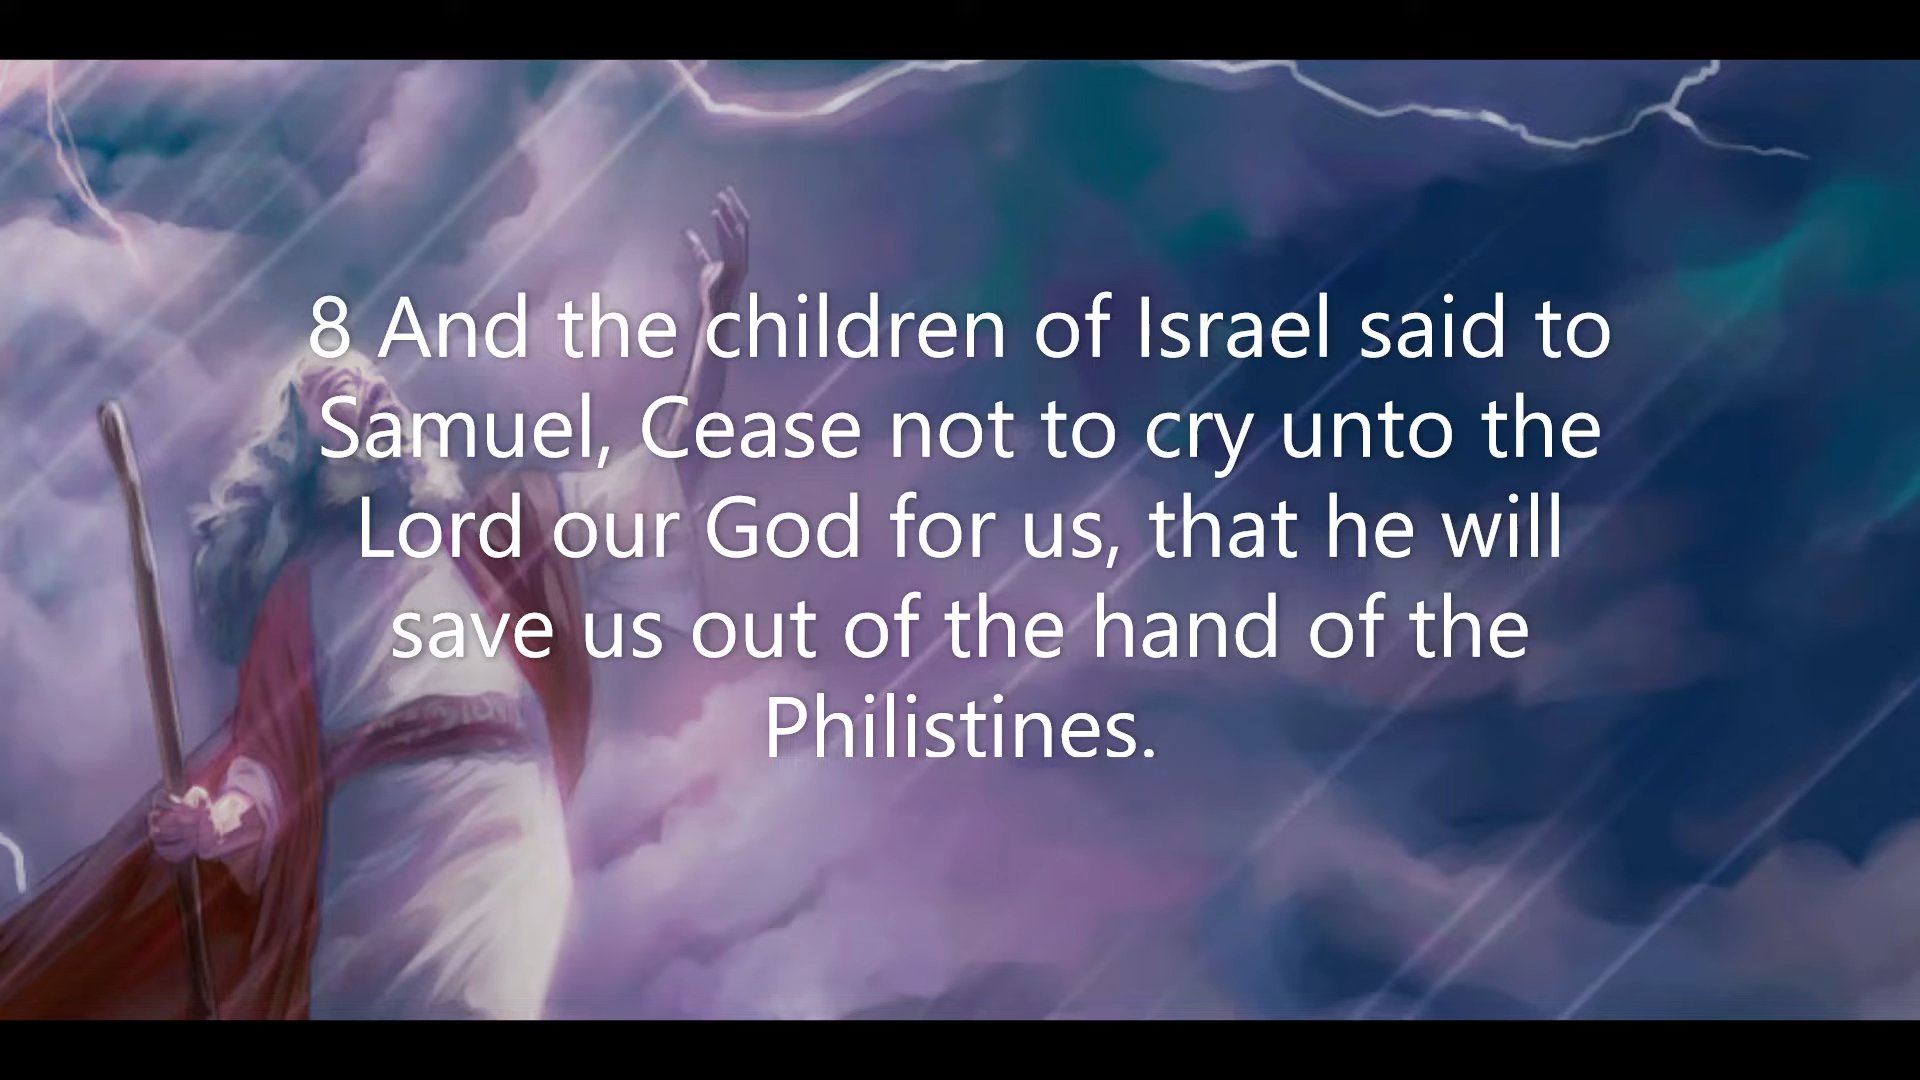 8 And the children of Israel said to
Samuel, Cease not to cry unto the
Lord our God for us, that he will
save us out of the hand of the
Philistines.